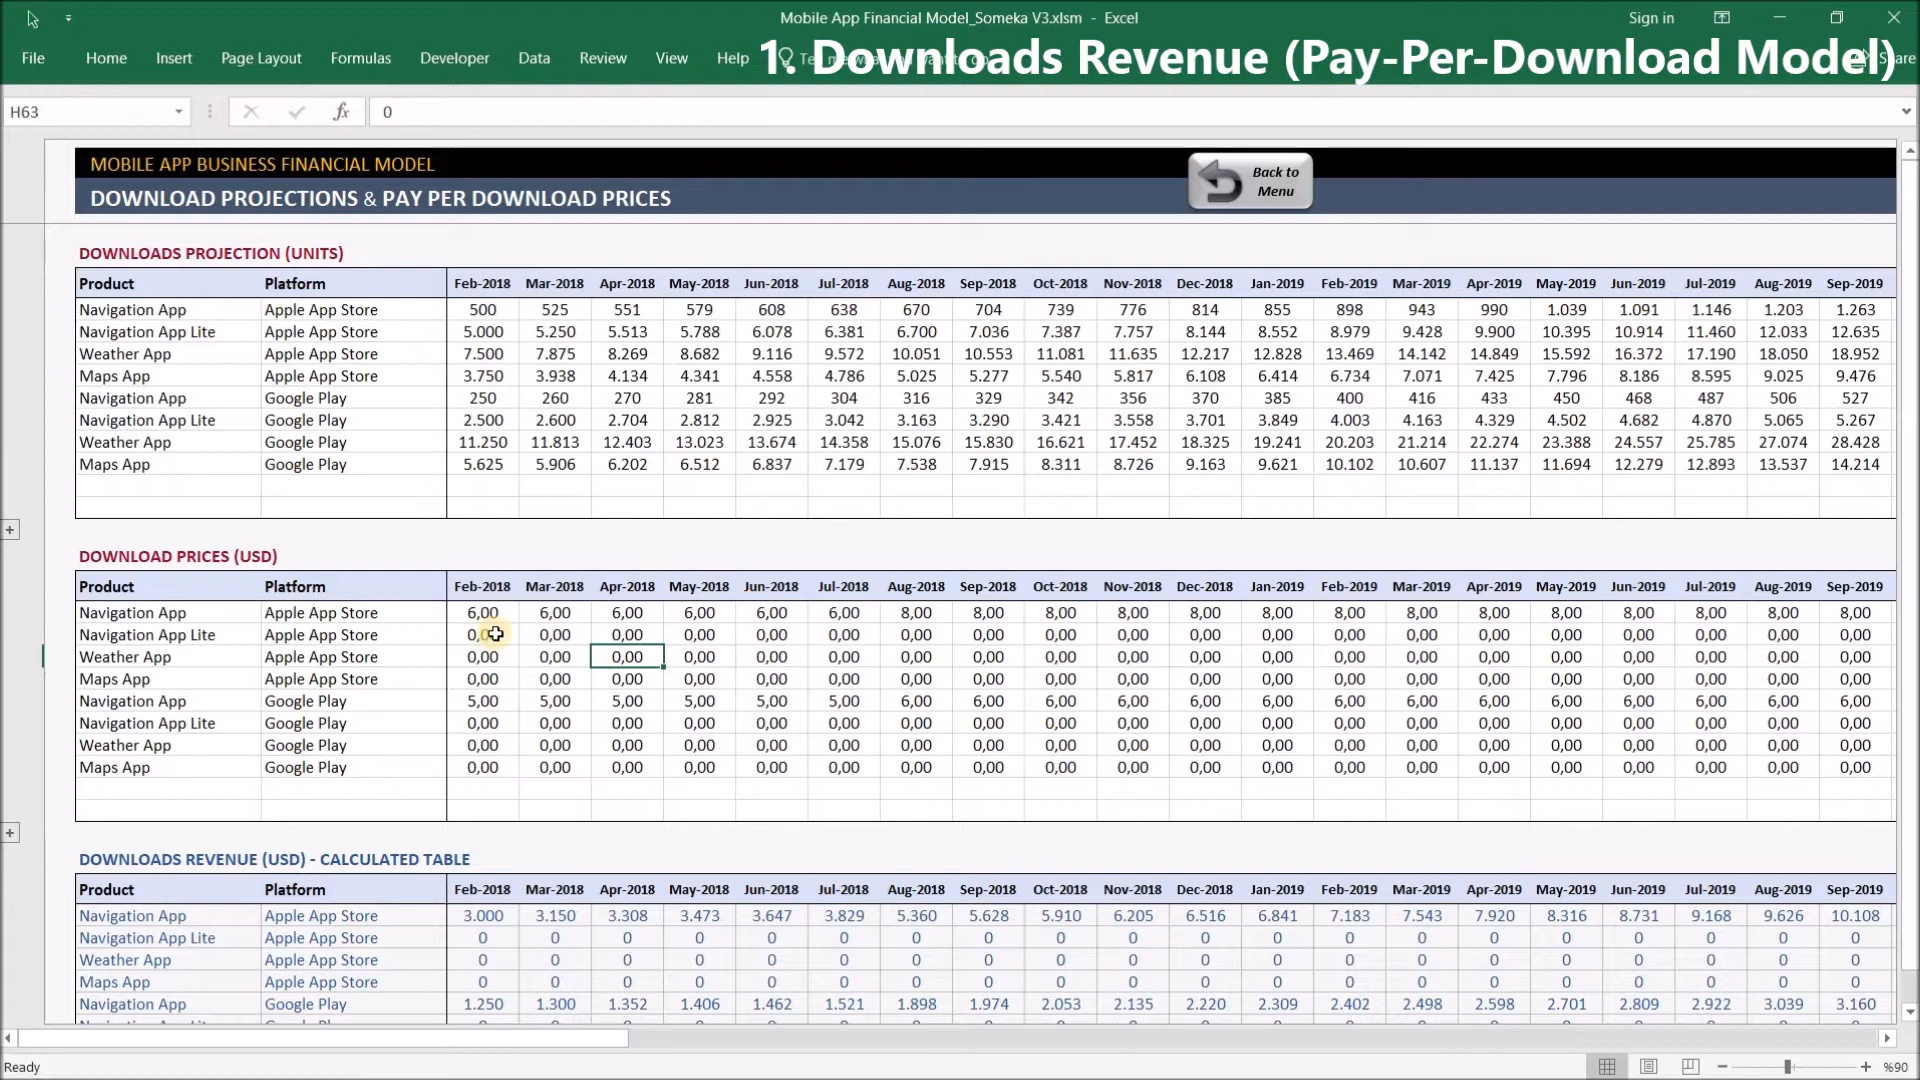 Mobile App Financial Model_Someka V3.xlsm - Excel
Sign in
File Home Insert Page Layout Formulas Developer Data Review View Help
1. Downloads Revenue (Pay-Per-Download Model)
H63 fx 0
MOBILE APP BUSINESS FINANCIAL MODEL
Back to
Menu
DOWNLOAD PROJECTIONS & PAY PER DOWNLOAD PRICES
DOWNLOADS PROJECTION (UNITS)
Product Platform Feb-2018 Mar-2018 Apr-2018 May-2018 Jun-2018 Jul-2018 Aug-2018 Sep-2018 Oct-2018 Nov-2018 Dec-2018 Jan-2019 Feb-2019 Mar-2019 Apr-2019 May-2019 Jun-2019 Jul-2019 Aug-2019 Sep-2019
Navigation App Apple App Store 500 525 551 579 608 638 670 704 739 776 814 855 898 943 990 1.039 1.091 1.146 1.203 1.263
Navigation App Lite Apple App Store 5.000 5.250 5.513 5.788 6.078 6.381 6.700 7.036 7.387 7.757 8.144 8.552 8.979 9.428 9.900 10.395 10.914 11.460 12.033 12.635
Weather App Apple App Store 7.500 7.875 8.269 8.682 9.116 9.572 10.051 10.553 11.081 11.635 12.217 12.828 13.469 14.142 14.849 15.592 16.372 17.190 18.050 18.952
Maps App Apple App Store 3.750 3.938 4.134 4.341 4.558 4.786 5.025 5.277 5.540 5.817 6.108 6.414 6.734 7.071 7.425 7.796 8.186 8.595 9.025 9.476
Navigation App Google Play 250 260 270 281 292 304 316 329 342 356 370 385 400 416 433 450 468 487 506 527
Navigation App Lite Google Play 2.500 2.600 2.704 2.812 2.925 3.042 3.163 3.290 3.421 3.558 3.701 3.849 4.003 4.163 4.329 4.502 4.682 4.870 5.065 5.267
Weather App Google Play 11.250 11.813 12.403 13.023 13.674 14.358 15.076 15.830 16.621 17.452 18.325 19.241 20.203 21.214 22.274 23.388 24.557 25.785 27.074 28.428
Maps App Google Play 5.625 5.906 6.202 6.512 6.837 7.179 7.538 7.915 8.311 8.726 9.163 9.621 10.102 10.607 11.137 11.694 12.279 12.893 13.537 14.214
DOWNLOAD PRICES (USD)
Product Platform Feb-2018 Mar-2018 Apr-2018 May-2018 Jun-2018 Jul-2018 Aug-2018 Sep-2018 Oct-2018 Nov-2018 Dec-2018 Jan-2019 Feb-2019 Mar-2019 Apr-2019 May-2019 Jun-2019 Jul-2019 Aug-2019 Sep-2019
Navigation App Apple App Store 6,00 6,00 6,00 6,00 6,00 6,00 8,00 8,00 8,00 8,00 8,00 8,00 8,00 8,00 8,00 8,00 8,00 8,00 8,00 8,00
Navigation App Lite Apple App Store 0,00 0,00 0,00 0,00 0,00 0,00 0,00 0,00 0,00 0,00 0,00 0,00 0,00 0,00 0,00 0,00 0,00 0,00 0,00
Weather App Apple App Store 0,00 0,00 0,00 0,00 0,00 0,00 0,00 0,00 0,00 0,00 0,00 0,00 0,00 0,00 0,00 0,00 0,00 0,00 0,00 0,00
Maps App Apple App Store 0,00 0,00 0,00 0,00 0,00 0,00 0,00 0,00 0,00 0,00 0,00 0,00 0,00 0,00 0,00 0,00 0,00 0,00 0,00 0,00
Navigation App Google Play 5,00 5,00 5,00 5,00 5,00 5,00 6,00 6,00 6,00 6,00 6,00 6,00 6,00 6,00 6,00 6,00 6,00 6,00 6,00 6,00
Navigation App Lite Google Play 0,00 0,00 0,00 0,00 0,00 0,00 0,00 0,00 0,00 0,00 0,00 0,00 0,00 0,00 0,00 0,00 0,00 0,00 0,00 0,00
Weather App Google Play 0,00 0,00 0,00 0,00 0,00 0,00 0,00 0,00 0,00 0,00 0,00 0,00 0,00 0,00 0,00 0,00 0,00 0,00 0,00 0,00
Maps App Google Play 0,00 0,00 0,00 0,00 0,00 0,00 0,00 0,00 0,00 0,00 0,00 0,00 0,00 0,00 0,00 0,00 0,00 0,00 0,00 0,00
DOWNLOADS REVENUE (USD) - CALCULATED TABLE
Product Platform Feb-2018 Mar-2018 Apr-2018 May-2018 Jun-2018 Jul-2018 Aug-2018 Sep-2018 Oct-2018 Nov-2018 Dec-2018 Jan-2019 Feb-2019 Mar-2019 Apr-2019 May-2019 Jun-2019 Jul-2019 Aug-2019 Sep-2019
Navigation App Apple App Store 3.000 3.150 3.308 3.473 3.647 3.829 5.360 5.628 5.910 6.205 6.516 6.841 7.183 7.543 7.920 8.316 8.731 9.168 9.626 10.108
Navigation App Lite Apple App Store 0 0 0 0 0 0 0 0 0 0 0 0 0 0 0 0 0 0 0 0
Weather App Apple App Store 0 0 0 0 0 0 0 0 0 0 0 0 0 0 0 0 0 0 0 0
Maps App Apple App Store 0 0 0 0 0 0 0 0 0 0 0 0 0 0 0 0 0 0 0 0
Navigation App Google Play 1.250 1.300 1.352 1.406 1.462 1.521 1.898 1.974 2.053 2.135 2.220 2.309 2.402 2.498 2.598 2.701 2.809 2.922 3.039 3.160
Ready %90